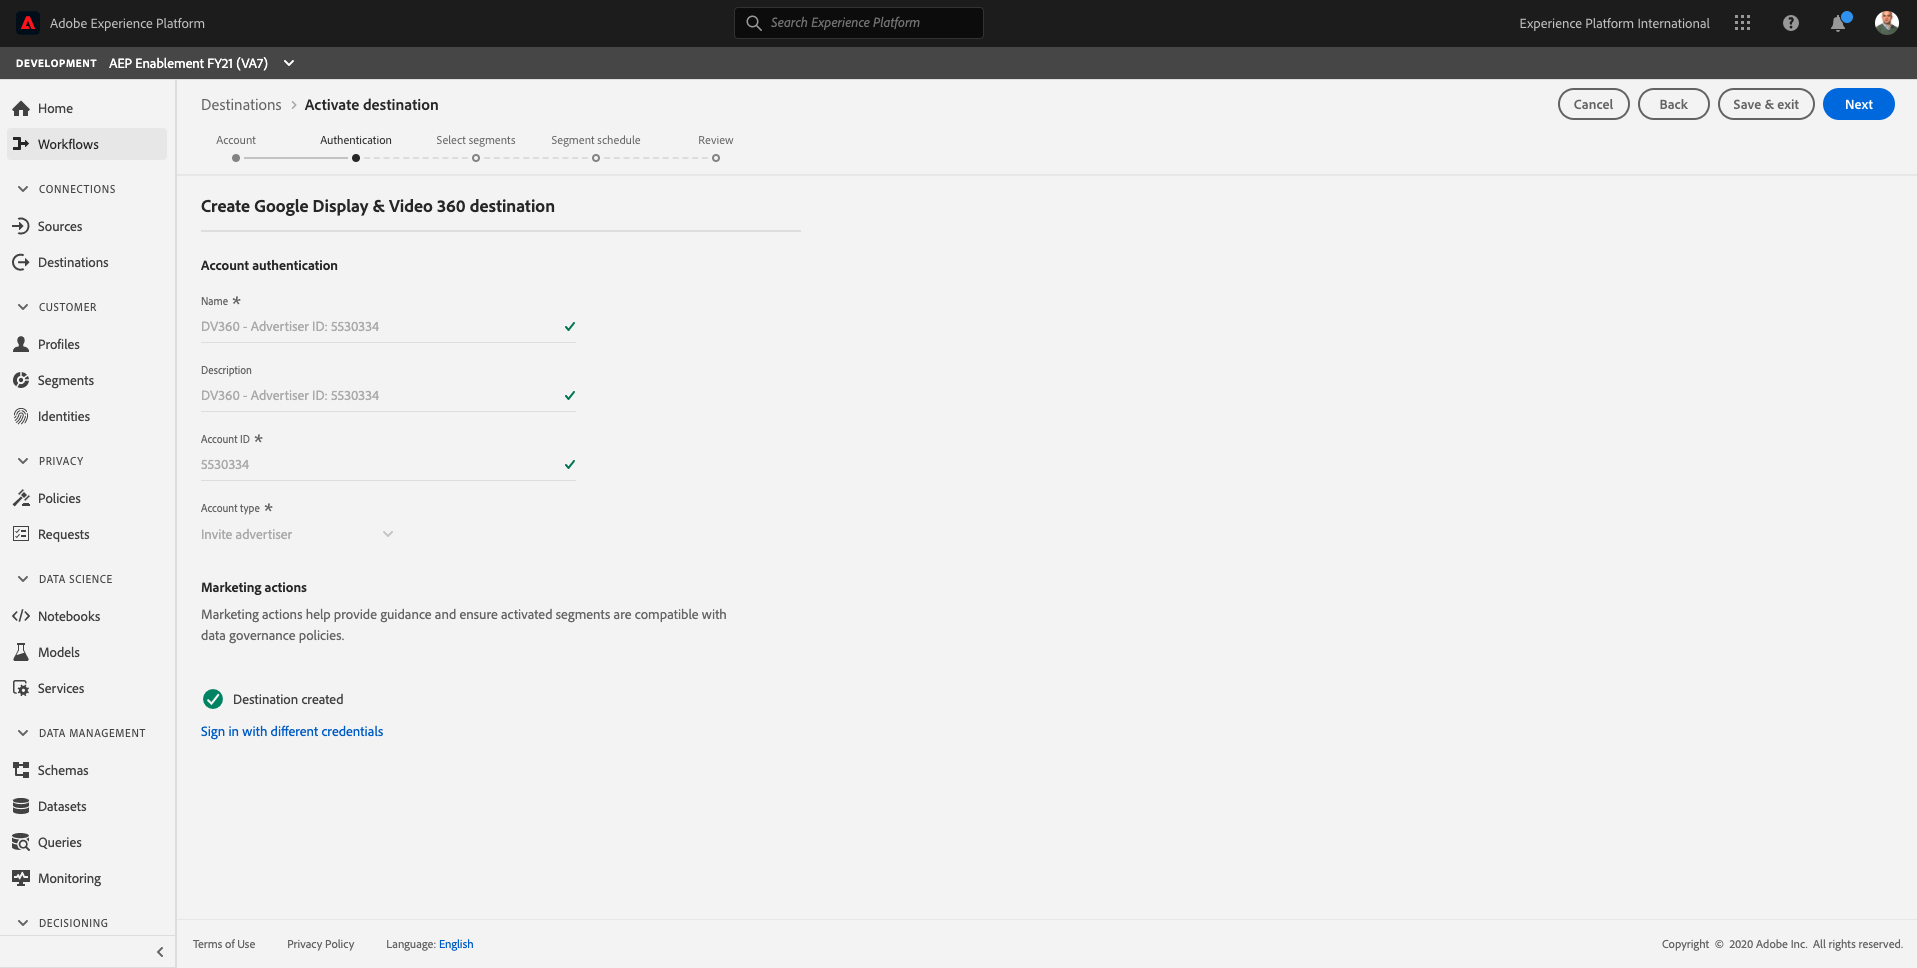 Adobe Experience Platform
Search Experience Platform
Experience Platform International
DEVELOPMENT AEP Enablement FY21 (VA7)
Home
Workflows
CONNECTIONS
Sources
Destinations
CUSTOMER
Profiles
Segments
Identities
PRIVACY
Policies
Requests
DATA SCIENCE
Notebooks
Models
Services
DATA MANAGEMENT
Schemas
Datasets
Queries
Monitoring
DECISIONING
Destinations > Activate destination
Cancel
Back
Save & exit
Next
Account
Authentication
Select segments
Segment schedule
Review
Create Google Display & Video 360 destination
Account authentication
Name *
DV360 - Advertiser ID: 5530334
Description
DV360 - Advertiser ID: 5530334
Account ID *
5530334
Account type *
Invite advertiser
Marketing actions
Marketing actions help provide guidance and ensure activated segments are compatible with
data governance policies.
Destination created
Sign in with different credentials
Terms of Use
Privacy Policy
Language: English
Copyright © 2020 Adobe Inc. All rights reserved.